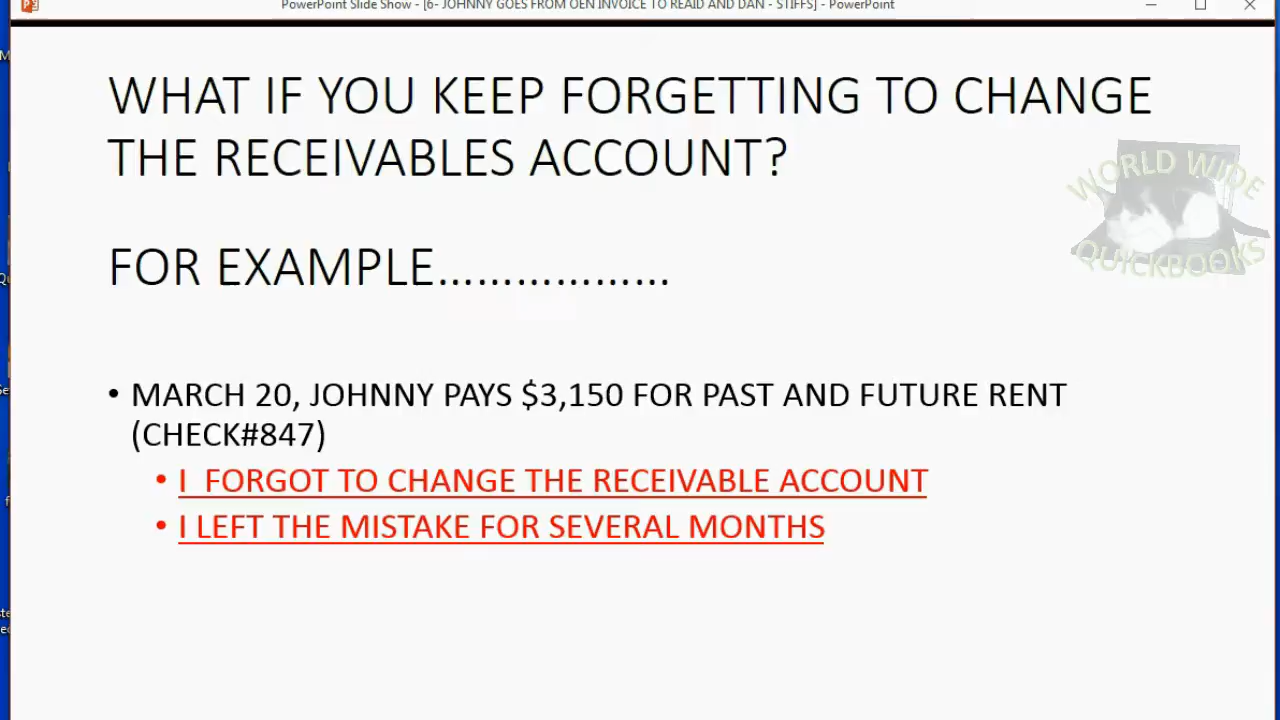 PowerPoint Slide Show - [6- JOHNNY GOES FROM OEN INVOICE TO REAID AND DAN - STIFFS] - PowerPoint
WHAT IF YOU KEEP FORGETTING TO CHANGE
THE RECEIVABLES ACCOUNT?
WORLD WIDE
QUICKBOOKS
FOR EXAMPLE..................
• MARCH 20, JOHNNY PAYS $3,150 FOR PAST AND FUTURE RENT
(CHECK#847)
• I FORGOT TO CHANGE THE RECEIVABLE ACCOUNT
• I LEFT THE MISTAKE FOR SEVERAL MONTHS